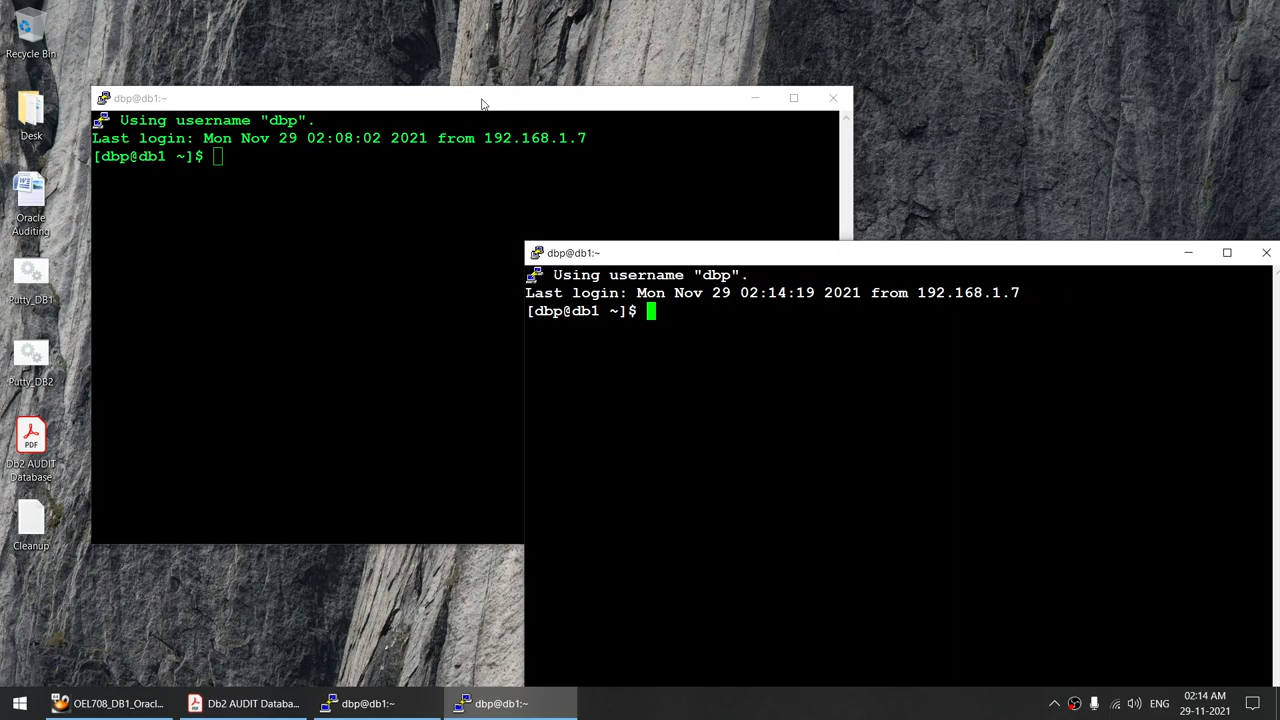 Recycle Bin
Desk
Oracle
Auditing
Putty_DB1
Putty_DB2
PDF
Db2 AUDIT
Database
Cleanup
dbp@db1:~
Using username "dbp".
Last login: Mon Nov 29 02:08:02 2021 from 192.168.1.7
[dbp@db1 ~]$
dbp@db1:~
Using username "dbp".
Last login: Mon Nov 29 02:14:19 2021 from 192.168.1.7
[dbp@db1 ~]$
OEL708_DB1_Oracl...
Db2 AUDIT Databa...
dbp@db1:~
dbp@db1:~
ENG
02:14 AM
29-11-2021